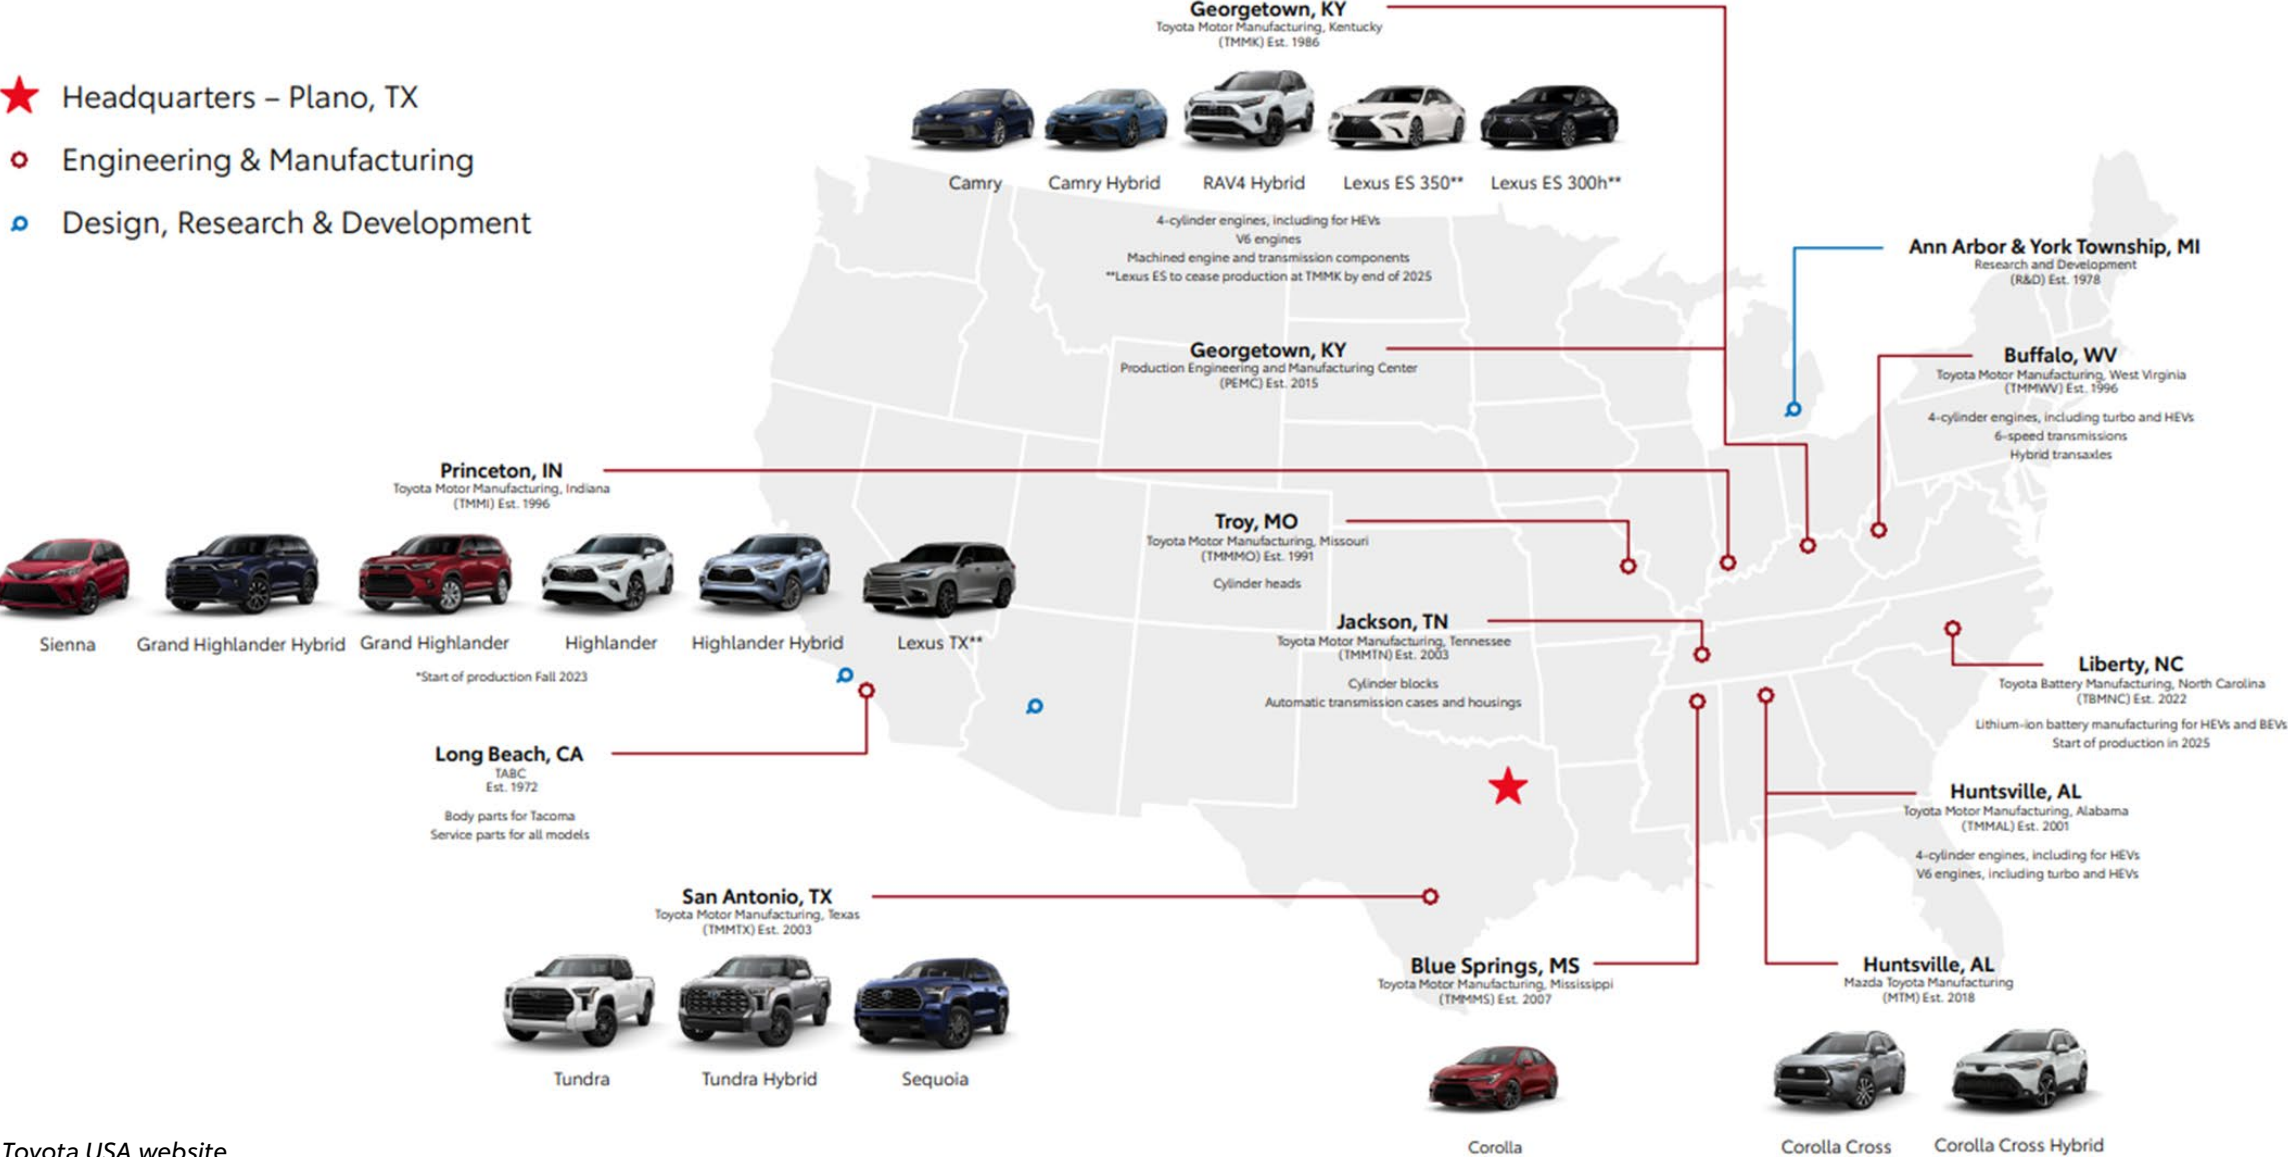 Headquarters – Plano, TX
Engineering & Manufacturing
Design, Research & Development
Georgetown, KY
Toyota Motor Manufacturing, Kentucky
(TMMK) Est. 1986
Camry
Camry Hybrid
RAV4 Hybrid
Lexus ES 350**
Lexus ES 300h**
4-cylinder engines, including for HEVs
V6 engines
Machined engine and transmission components
**Lexus ES to cease production at TMMK by end of 2025
Georgetown, KY
Production Engineering and Manufacturing Center
(PEMC) Est. 2015
Ann Arbor & York Township, MI
Research and Development
(R&D) Est. 1978
Buffalo, WV
Toyota Motor Manufacturing, West Virginia
(TMMWV) Est. 1996
4-cylinder engines, including turbo and HEVs
6-speed transmissions
Hybrid transaxles
Princeton, IN
Toyota Motor Manufacturing, Indiana
(TMMI) Est. 1996
Sienna
Grand Highlander Hybrid
Grand Highlander
Highlander
Highlander Hybrid
Lexus TX**
*Start of production Fall 2023
Troy, MO
Toyota Motor Manufacturing, Missouri
(TMMMO) Est. 1991
Cylinder heads
Jackson, TN
Toyota Motor Manufacturing, Tennessee
(TMMTN) Est. 2003
Cylinder blocks
Automatic transmission cases and housings
Liberty, NC
Toyota Battery Manufacturing, North Carolina
(TBMNC) Est. 2022
Lithium-ion battery manufacturing for HEVs and BEVs
Start of production in 2025
Long Beach, CA
TABC
Est. 1972
Body parts for Tacoma
Service parts for all models
Huntsville, AL
Toyota Motor Manufacturing, Alabama
(TMMAL) Est. 2001
4-cylinder engines, including for HEVs
V6 engines, including turbo and HEVs
San Antonio, TX
Toyota Motor Manufacturing, Texas
(TMMTX) Est. 2003
Tundra
Tundra Hybrid
Sequoia
Blue Springs, MS
Toyota Motor Manufacturing, Mississippi
(TMMMS) Est. 2007
Corolla
Huntsville, AL
Mazda Toyota Manufacturing
(MTM) Est. 2018
Corolla Cross
Corolla Cross Hybrid
Toyota USA website